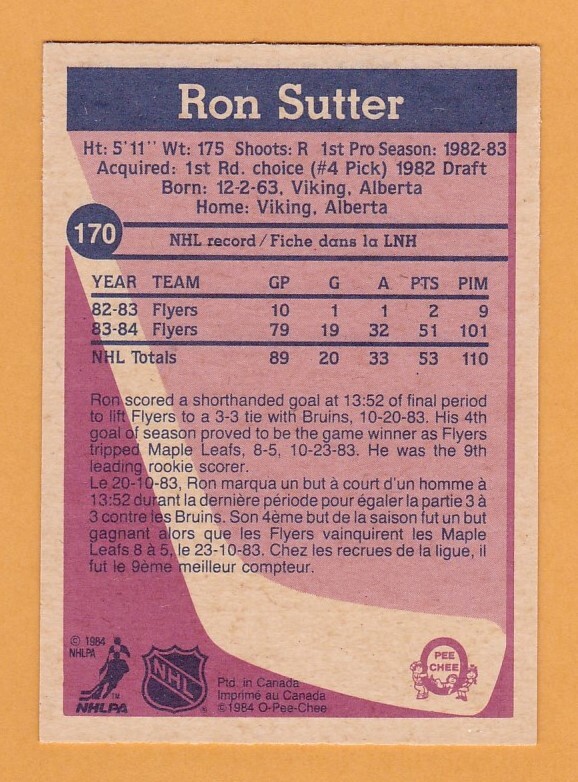 Ron Sutter
Ht: 5'11" Wt: 175 Shoots: R 1st Pro Season: 1982-83
Acquired: 1st Rd. choice (#4 Pick) 1982 Draft
Born: 12-2-63, Viking, Alberta
Home: Viking, Alberta
170
NHL record/Fiche dans la LNH
YEAR TEAM GP G A PTS PIM
82-83 Flyers 10 1 1 2 9
83-84 Flyers 79 19 32 51 101
NHL Totals 89 20 33 53 110
Ron scored a shorthanded goal at 13:52 of final period
to lift Flyers to a 3-3 tie with Bruins, 10-20-83. His 4th
goal of season proved to be the game winner as Flyers
tripped Maple Leafs, 8-5, 10-23-83. He was the 9th
leading rookie scorer.
Le 20-10-83, Ron marqua un but à court d'un homme à
13:52 durant la dernière période pour égaler la partie 3 à
3 contre les Bruins. Son 4ème but de la saison fut un but
gagnant alors que les Flyers vainquirent les Maple
Leafs 8 à 5, le 23-10-83. Chez les recrues de la ligue, il
fut le 9ème meilleur compteur.
© 1984
NHLPA
TM
NHLPA
NHL
®
Ptd. in Canada
Imprimé au Canada
©1984 O-Pee-Chee
PEE
CHEE